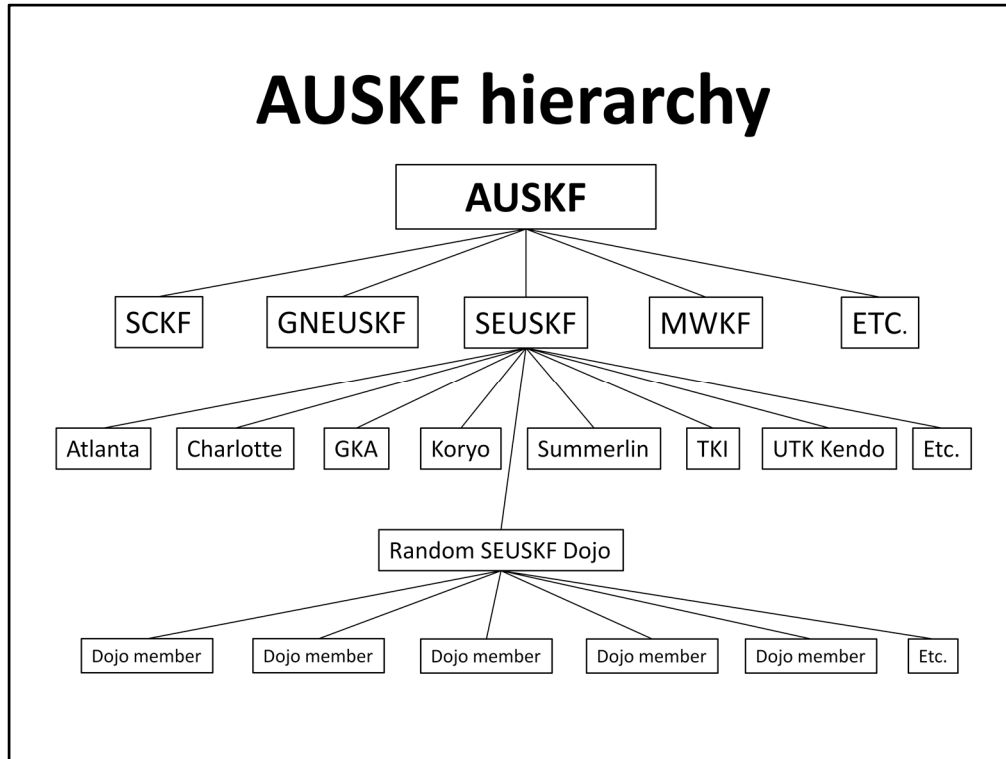 AUSKF hierarchy
AUSKF
SCKF
GNEUSKF
SEUSKF
MWKF
ETC.
Atlanta
Charlotte
GKA
Koryo
Summerlin
TKI
UTK Kendo
Etc.
Random SEUSKF Dojo
Dojo member
Dojo member
Dojo member
Dojo member
Dojo member
Etc.